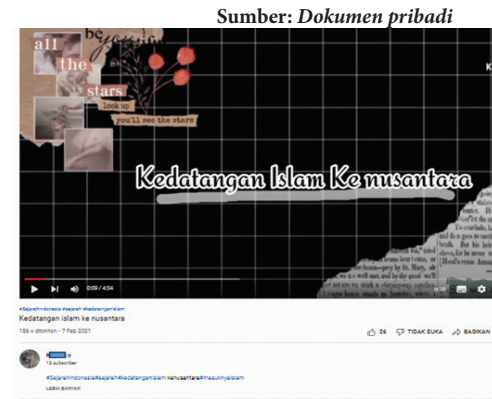 Sumber: Dokumen pribadi
all
the
stars
look up
you'll see the stars
Kedatangan Islam Ke nusantara
K
0:09 / 4:34
#SejarahIndonesia #sejarah #kedatanganislam
Kedatangan islam ke nusantara
186 x ditonton • 7 Feb 2021
26 TIDAK SUKA BAGIKAN
13 subscriber
#SejarahIndonesia#sejarah#kedatanganislam kenusantara#masuknyaislam
LEBIH BANYAK